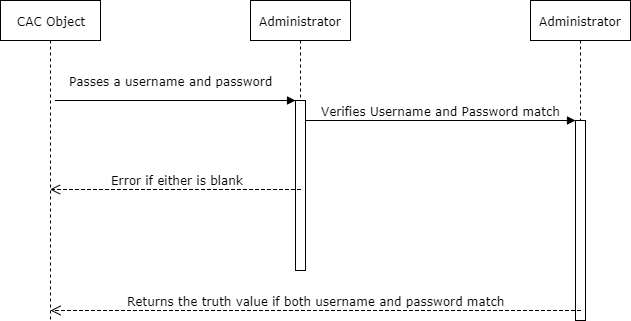 CAC Object
Administrator
Administrator
Passes a username and password
Verifies Username and Password match
Error if either is blank
Returns the truth value if both username and password match